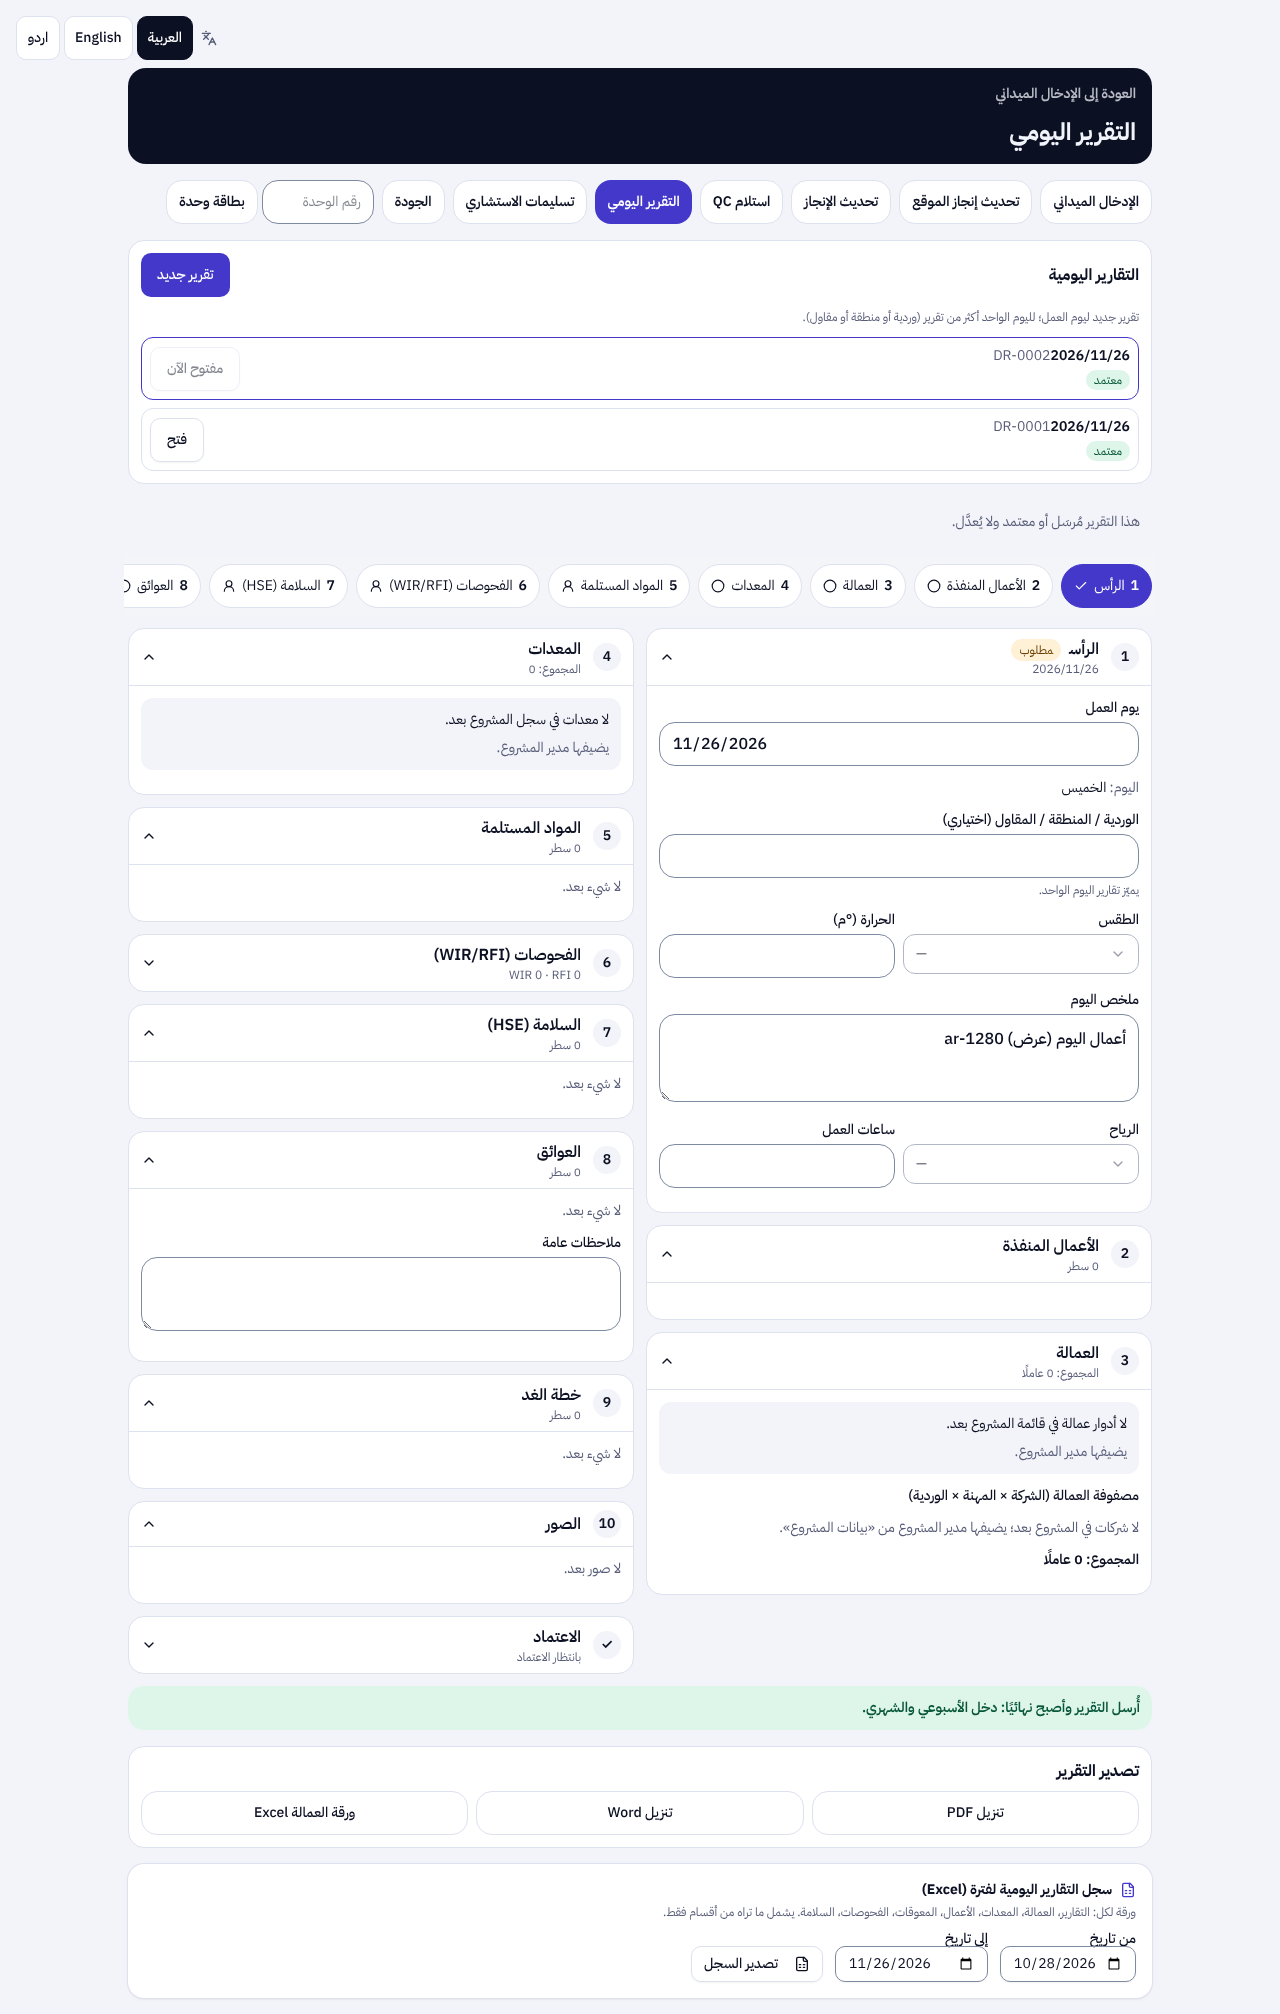 العربية
English
اردو
العودة إلى الإدخال الميداني
التقرير اليومي
الإدخال الميداني
تحديث إنجاز الموقع
تحديث الإنجاز
استلام QC
التقرير اليومي
تسليمات الاستشاري
الجودة
رقم الوحدة
بطاقة وحدة
التقارير اليومية
تقرير جديد
تقرير جديد ليوم العمل؛ لليوم الواحد أكثر من تقرير (وردية أو منطقة أو مقاول).
2026/11/26 DR-0002
معتمد
مفتوح الآن
2026/11/26 DR-0001
معتمد
فتح
هذا التقرير مُرسَل أو معتمد ولا يُعدَّل.
1 الرأس
2 الأعمال المنفذة
3 العمالة
4 المعدات
5 المواد المستلمة
6 الفحوصات (WIR/RFI)
7 السلامة (HSE)
8 العوائق
1
الرأس مطلوب
2026/11/26
يوم العمل
11/26/2026
اليوم: الخميس
الوردية / المنطقة / المقاول (اختياري)
يميّز تقارير اليوم الواحد.
الطقس
—
الحرارة (°م)
ملخص اليوم
أعمال اليوم (عرض) ar-1280
الرياح
—
ساعات العمل
2
الأعمال المنفذة
0 سطر
3
العمالة
المجموع: 0 عاملًا
لا أدوار عمالة في قائمة المشروع بعد.
يضيفها مدير المشروع.
مصفوفة العمالة (الشركة × المهنة × الوردية)
لا شركات في المشروع بعد؛ يضيفها مدير المشروع من «بيانات المشروع».
المجموع: 0 عاملًا
4
المعدات
المجموع: 0
لا معدات في سجل المشروع بعد.
يضيفها مدير المشروع.
5
المواد المستلمة
0 سطر
لا شيء بعد.
6
الفحوصات (WIR/RFI)
WIR 0 · RFI 0
7
السلامة (HSE)
0 سطر
لا شيء بعد.
8
العوائق
0 سطر
لا شيء بعد.
ملاحظات عامة
9
خطة الغد
0 سطر
لا شيء بعد.
10
الصور
لا صور بعد.
الاعتماد
بانتظار الاعتماد
أُرسل التقرير وأصبح نهائيًا: دخل الأسبوعي والشهري.
تصدير التقرير
تنزيل PDF
تنزيل Word
ورقة العمالة Excel
سجل التقارير اليومية لفترة (Excel)
ورقة لكل: التقارير، العمالة، المعدات، الأعمال، المعوقات، الفحوصات، السلامة. يشمل ما تراه من أقسام فقط.
من تاريخ
10/28/2026
إلى تاريخ
11/26/2026
تصدير السجل